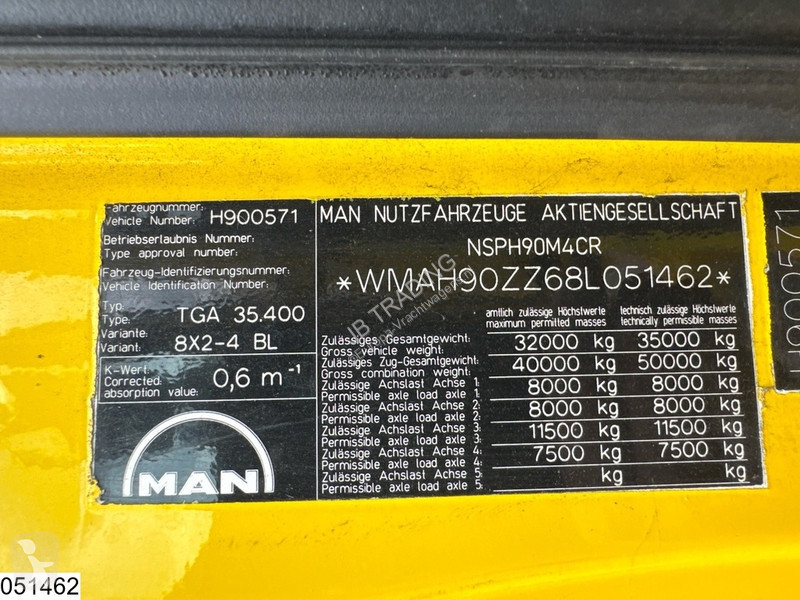 Fahrzeugnummer:
Vehicle Number: H900571
Betriebserlaubnis Nummer:
Type approval number:
Fahrzeug-Identifizierungsnummer:
Vehicle Identification Number:
Typ:
Type: TGA 35.400
Variante:
Variant: 8X2-4 BL
K-Wert:
Corrected
absorption value: 0,6 m⁻¹
MAN
MAN NUTZFAHRZEUGE AKTIENGESELLSCHAFT
NSPH90M4CR
*WMAH90ZZ68L051462*
amtlich zulässige Höchstwerte technisch zulässige Höchstwerte
maximum permitted masses technically permissible masses
Zulässiges Gesamtgewicht:
Gross vehicle weight: 32000 kg 35000 kg
Zulässiges Zug-Gesamtgewicht:
Gross combination weight: 40000 kg 50000 kg
Zulässige Achslast Achse 1:
Permissible axle load axle 1: 8000 kg 8000 kg
Zulässige Achslast Achse 2:
Permissible axle load axle 2: 8000 kg 8000 kg
Zulässige Achslast Achse 3:
Permissible axle load axle 3: 11500 kg 11500 kg
Zulässige Achslast Achse 4:
Permissible axle load axle 4: 7500 kg 7500 kg
Zulässige Achslast Achse 5:
Permissible axle load axle 5: kg kg
H900571
JB TRADING
051462